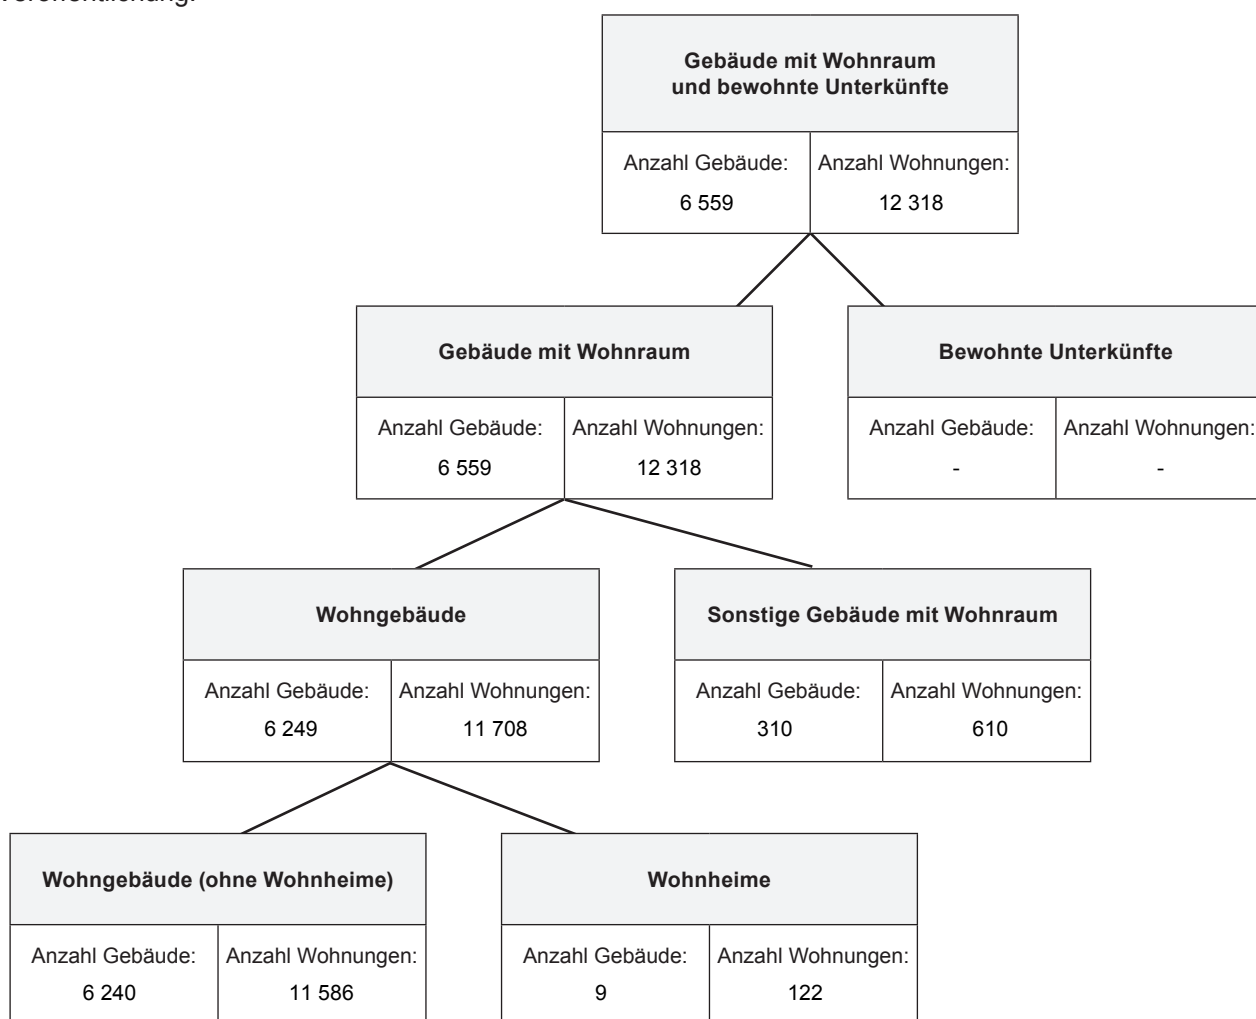 Veröffentlichung.
Gebäude mit Wohnraum
und bewohnte Unterkünfte
Anzahl Gebäude: Anzahl Wohnungen:
6 559 12 318
Gebäude mit Wohnraum Bewohnte Unterkünfte
Anzahl Gebäude: Anzahl Wohnungen: Anzahl Gebäude: Anzahl Wohnungen:
6 559 12 318 - -
Wohngebäude Sonstige Gebäude mit Wohnraum
Anzahl Gebäude: Anzahl Wohnungen: Anzahl Gebäude: Anzahl Wohnungen:
6 249 11 708 310 610
Wohngebäude (ohne Wohnheime) Wohnheime
Anzahl Gebäude: Anzahl Wohnungen: Anzahl Gebäude: Anzahl Wohnungen:
6 240 11 586 9 122